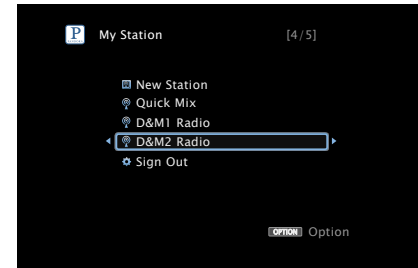 P
My Station [4/5]
New Station
Quick Mix
D&M1 Radio
D&M2 Radio
Sign Out
OPTION Option